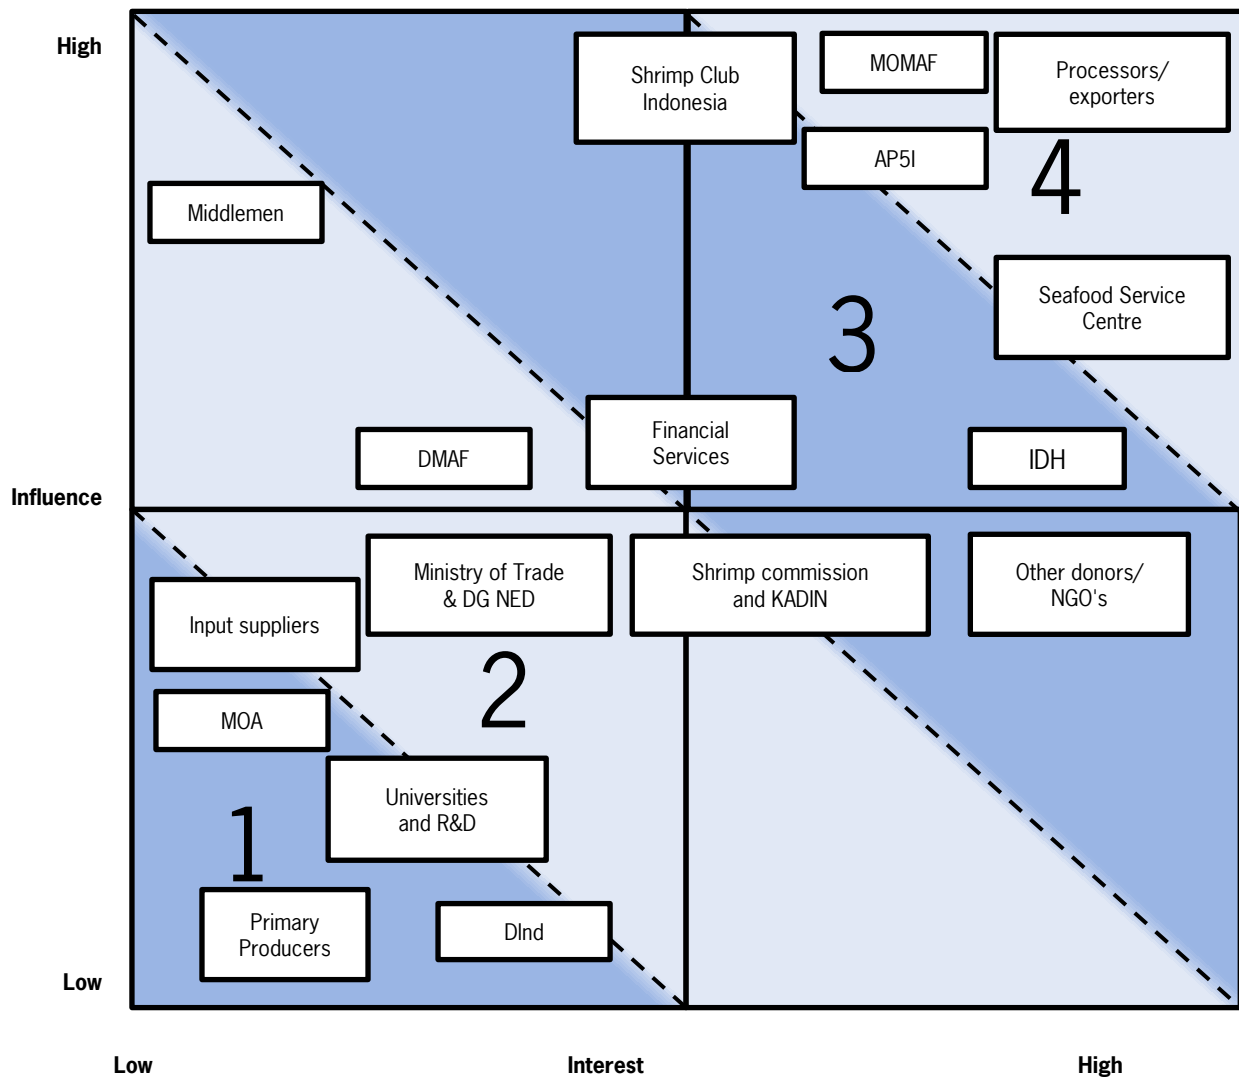 High
Shrimp Club
Indonesia
MOMAF
Processors/
exporters
AP5I
4
Middlemen
Seafood Service
Centre
3
Financial
Services
DMAF
IDH
Influence
Ministry of Trade
& DG NED
Shrimp commission
and KADIN
Other donors/
NGO's
Input suppliers
2
MOA
Universities
and R&D
1
Primary
Producers
DInd
Low
Low
Interest
High